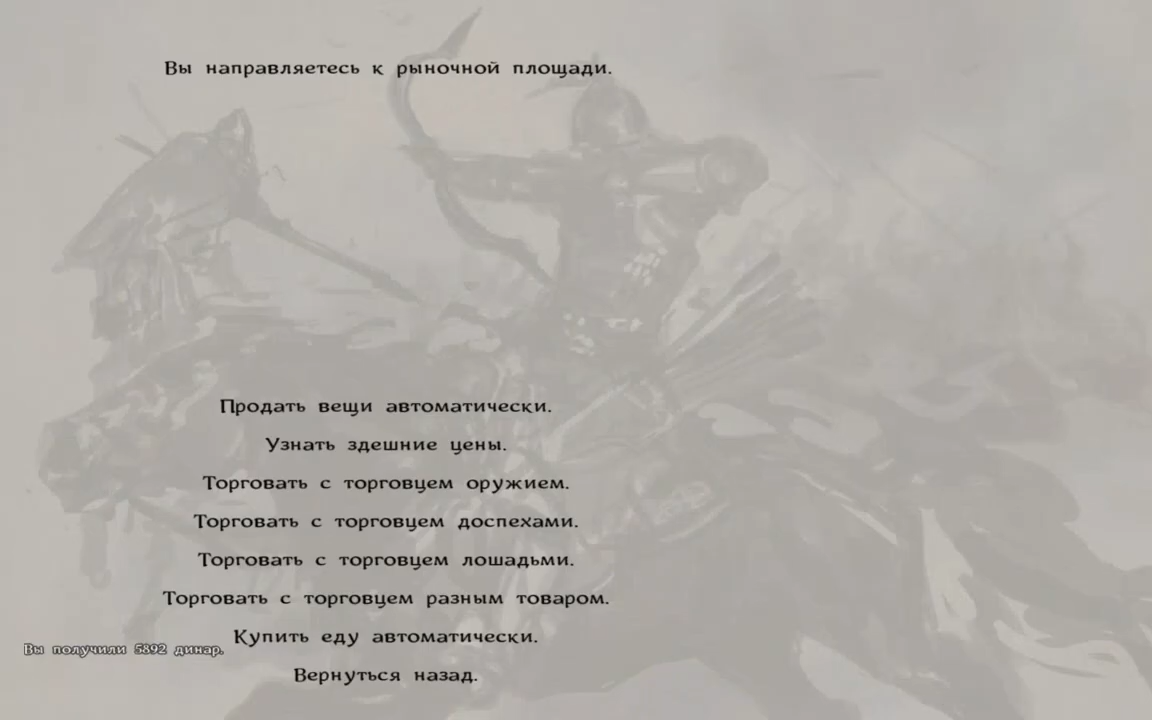 Вы направляетесь к рыночной площади.
Продать вещи автоматически.
Узнать здешние цены.
Торговать с торговцем оружием.
Торговать с торговцем доспехами.
Торговать с торговцем лошадьми.
Торговать с торговцем разным товаром.
Купить еду автоматически.
Вы получили 5892 динар.
Вернуться назад.